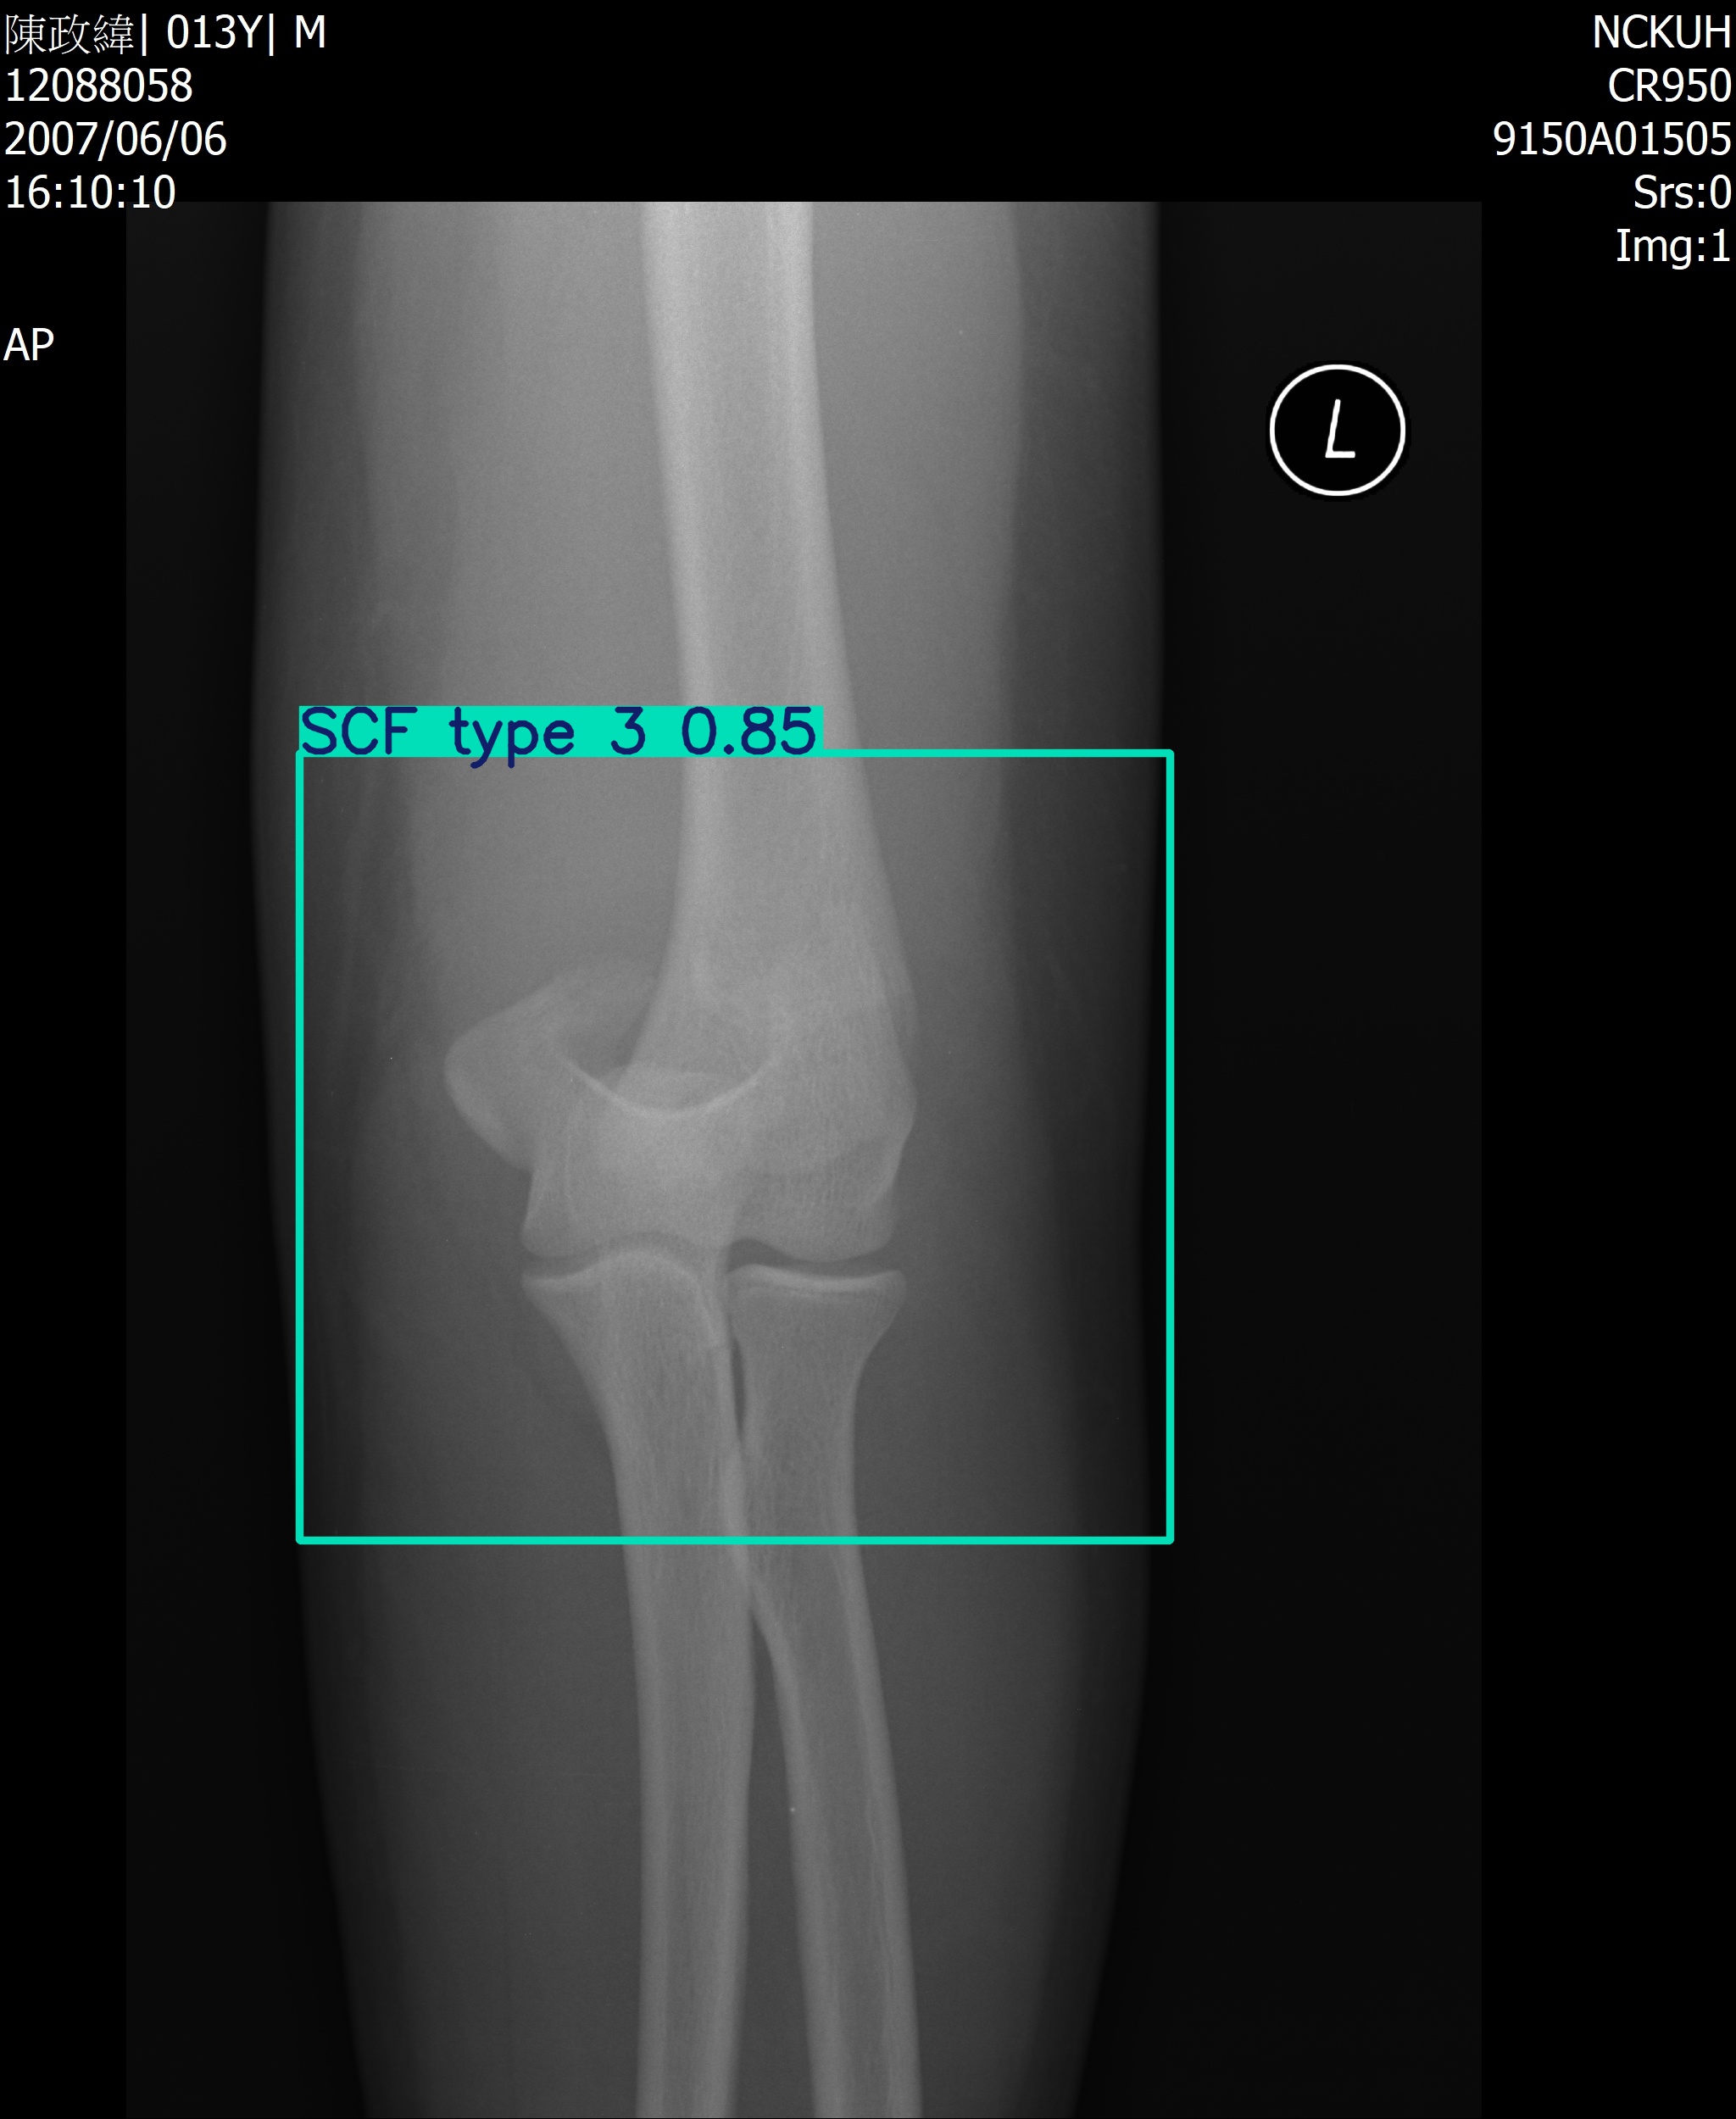 陳政緯| 013Y| M
12088058
2007/06/06
16:10:10
AP
NCKUH
CR950
9150A01505
Srs:0
Img:1
L
SCF type 3 0.85